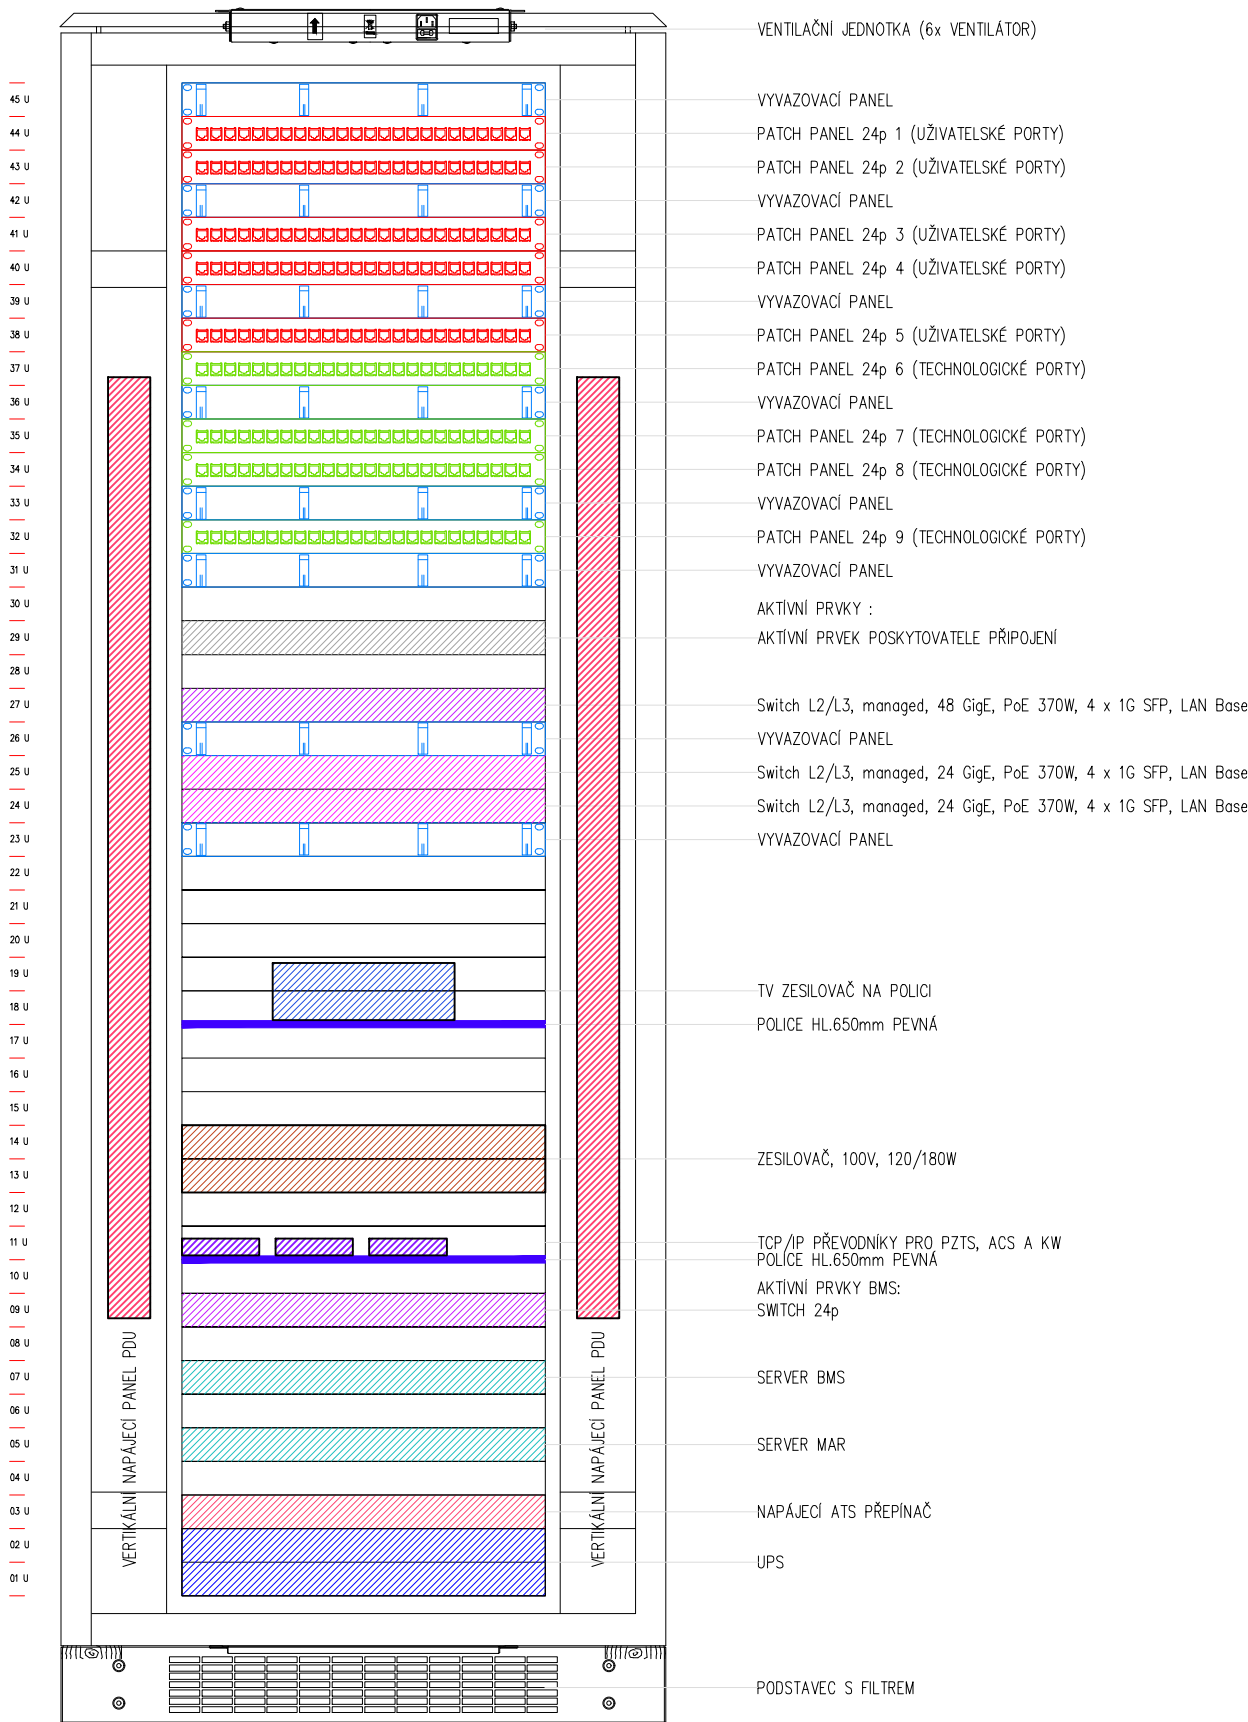 VENTILAČNÍ JEDNOTKA (6x VENTILÁTOR)
45 U VYVAZOVACÍ PANEL
44 U PATCH PANEL 24p 1 (UŽIVATELSKÉ PORTY)
43 U PATCH PANEL 24p 2 (UŽIVATELSKÉ PORTY)
42 U VYVAZOVACÍ PANEL
41 U PATCH PANEL 24p 3 (UŽIVATELSKÉ PORTY)
40 U PATCH PANEL 24p 4 (UŽIVATELSKÉ PORTY)
39 U VYVAZOVACÍ PANEL
38 U PATCH PANEL 24p 5 (UŽIVATELSKÉ PORTY)
37 U PATCH PANEL 24p 6 (TECHNOLOGICKÉ PORTY)
36 U VYVAZOVACÍ PANEL
35 U PATCH PANEL 24p 7 (TECHNOLOGICKÉ PORTY)
34 U PATCH PANEL 24p 8 (TECHNOLOGICKÉ PORTY)
33 U VYVAZOVACÍ PANEL
32 U PATCH PANEL 24p 9 (TECHNOLOGICKÉ PORTY)
31 U VYVAZOVACÍ PANEL
30 U AKTÍVNÍ PRVKY :
29 U AKTÍVNÍ PRVEK POSKYTOVATELE PŘIPOJENÍ
28 U
27 U Switch L2/L3, managed, 48 GigE, PoE 370W, 4 x 1G SFP, LAN Base
26 U VYVAZOVACÍ PANEL
25 U Switch L2/L3, managed, 24 GigE, PoE 370W, 4 x 1G SFP, LAN Base
24 U Switch L2/L3, managed, 24 GigE, PoE 370W, 4 x 1G SFP, LAN Base
23 U VYVAZOVACÍ PANEL
22 U
21 U
20 U
19 U
TV ZESILOVAČ NA POLICI
18 U
POLICE HL.650mm PEVNÁ
17 U
16 U
15 U
14 U
ZESILOVAČ, 100V, 120/180W
13 U
12 U
11 U TCP/IP PŘEVODNÍKY PRO PZTS, ACS A KW
POLICE HL.650mm PEVNÁ
10 U AKTÍVNÍ PRVKY BMS:
09 U SWITCH 24p
08 U
07 U SERVER BMS
06 U
05 U SERVER MAR
04 U
03 U NAPÁJECÍ ATS PŘEPÍNAČ
02 U
UPS
01 U
VERTIKÁLNÍ NAPÁJECÍ PANEL PDU
VERTIKÁLNÍ NAPÁJECÍ PANEL PDU
PODSTAVEC S FILTREM